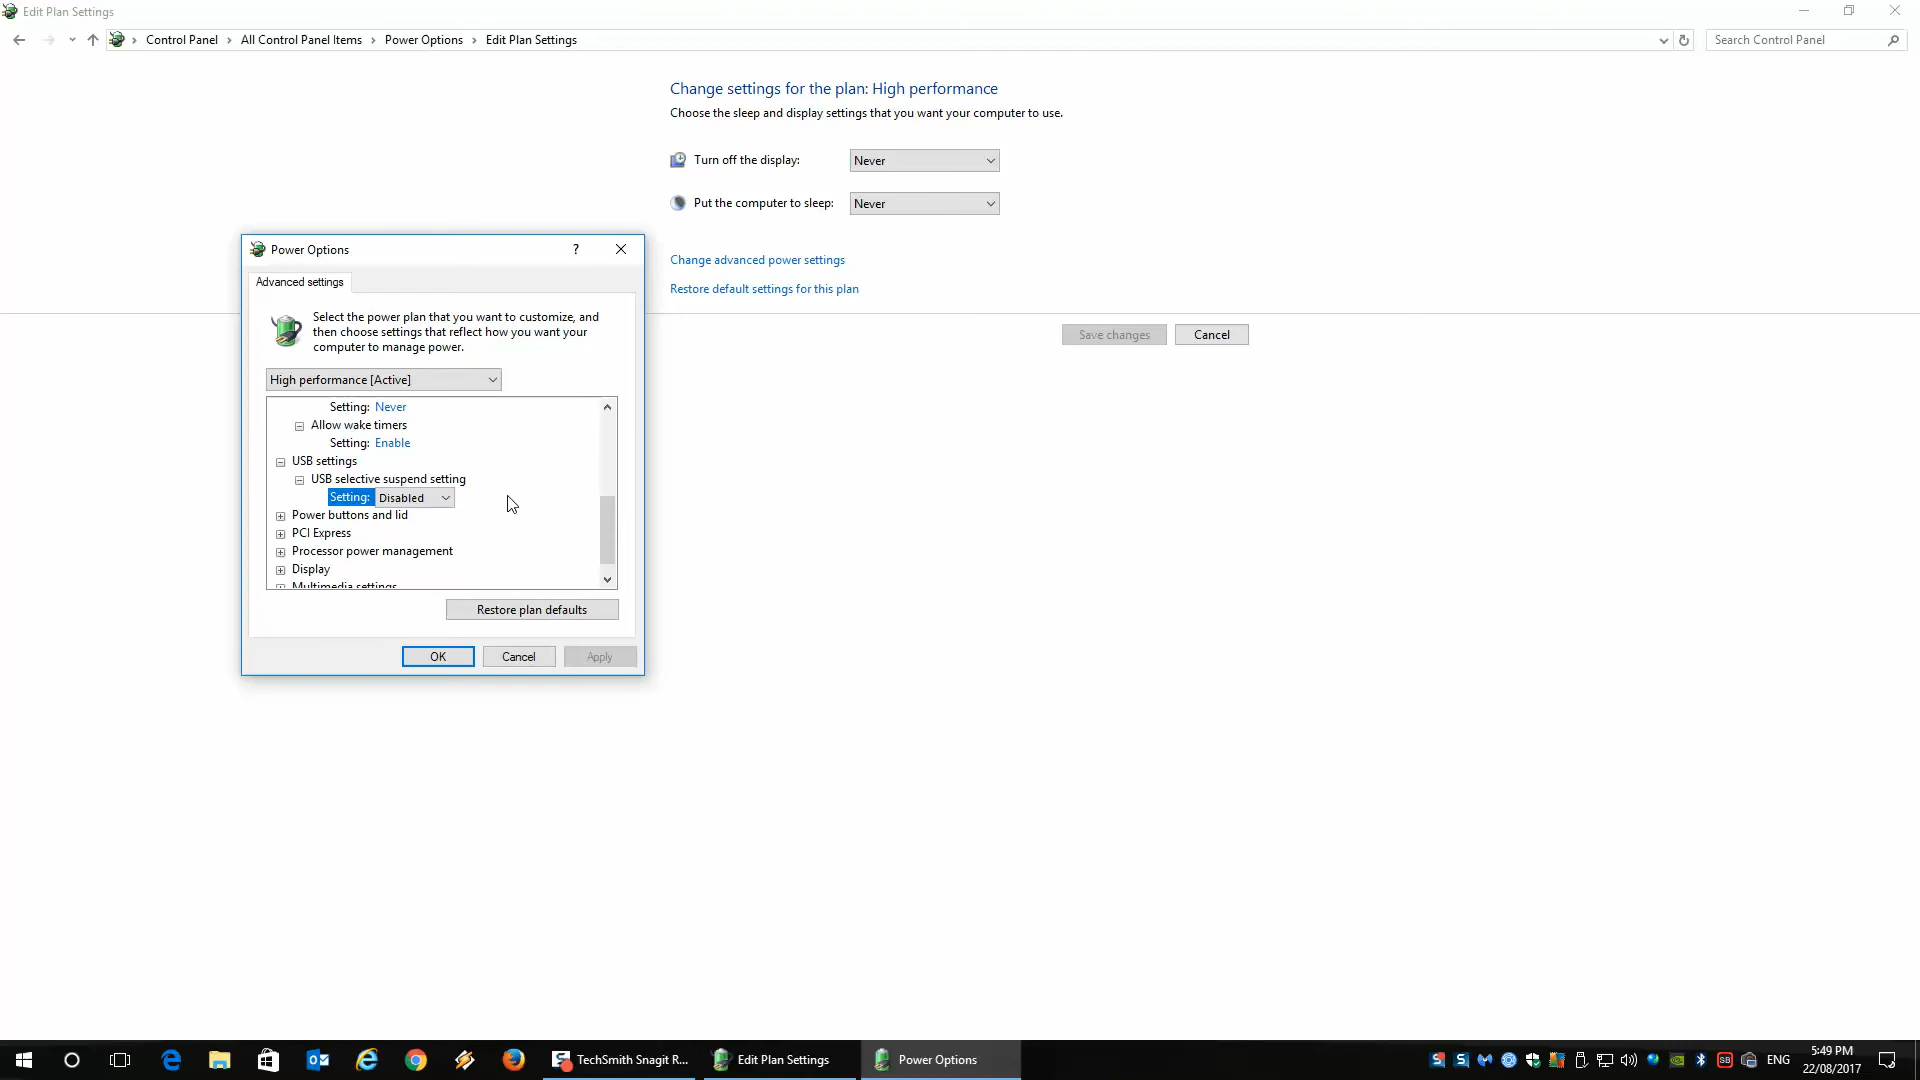 Edit Plan Settings
Control Panel > All Control Panel Items > Power Options > Edit Plan Settings
Search Control Panel
Change settings for the plan: High performance
Choose the sleep and display settings that you want your computer to use.
Turn off the display: Never
Put the computer to sleep: Never
Change advanced power settings
Restore default settings for this plan
Save changes Cancel
Power Options ?
Advanced settings
Select the power plan that you want to customize, and
then choose settings that reflect how you want your
computer to manage power.
High performance [Active]
Setting: Never
Allow wake timers
Setting: Enable
USB settings
USB selective suspend setting
Setting: Disabled
Power buttons and lid
PCI Express
Processor power management
Display
Multimedia settings
Restore plan defaults
OK Cancel Apply
TechSmith Snagit R... Edit Plan Settings Power Options
ENG
5:49 PM
22/08/2017